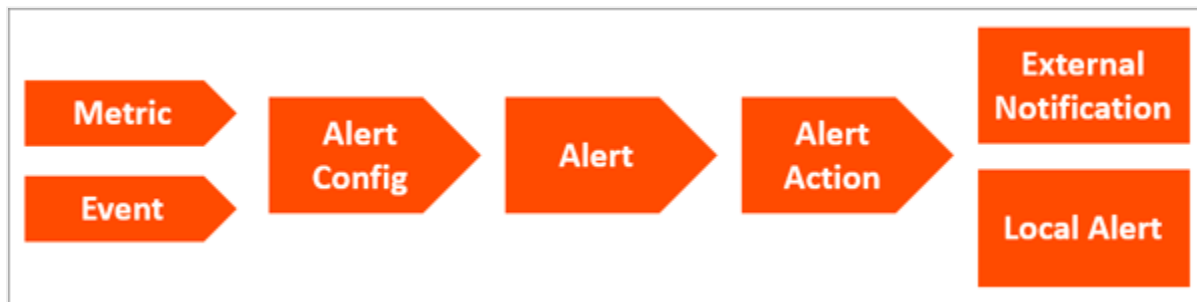 Metric
Event
Alert
Config
Alert
Alert
Action
External
Notification
Local Alert